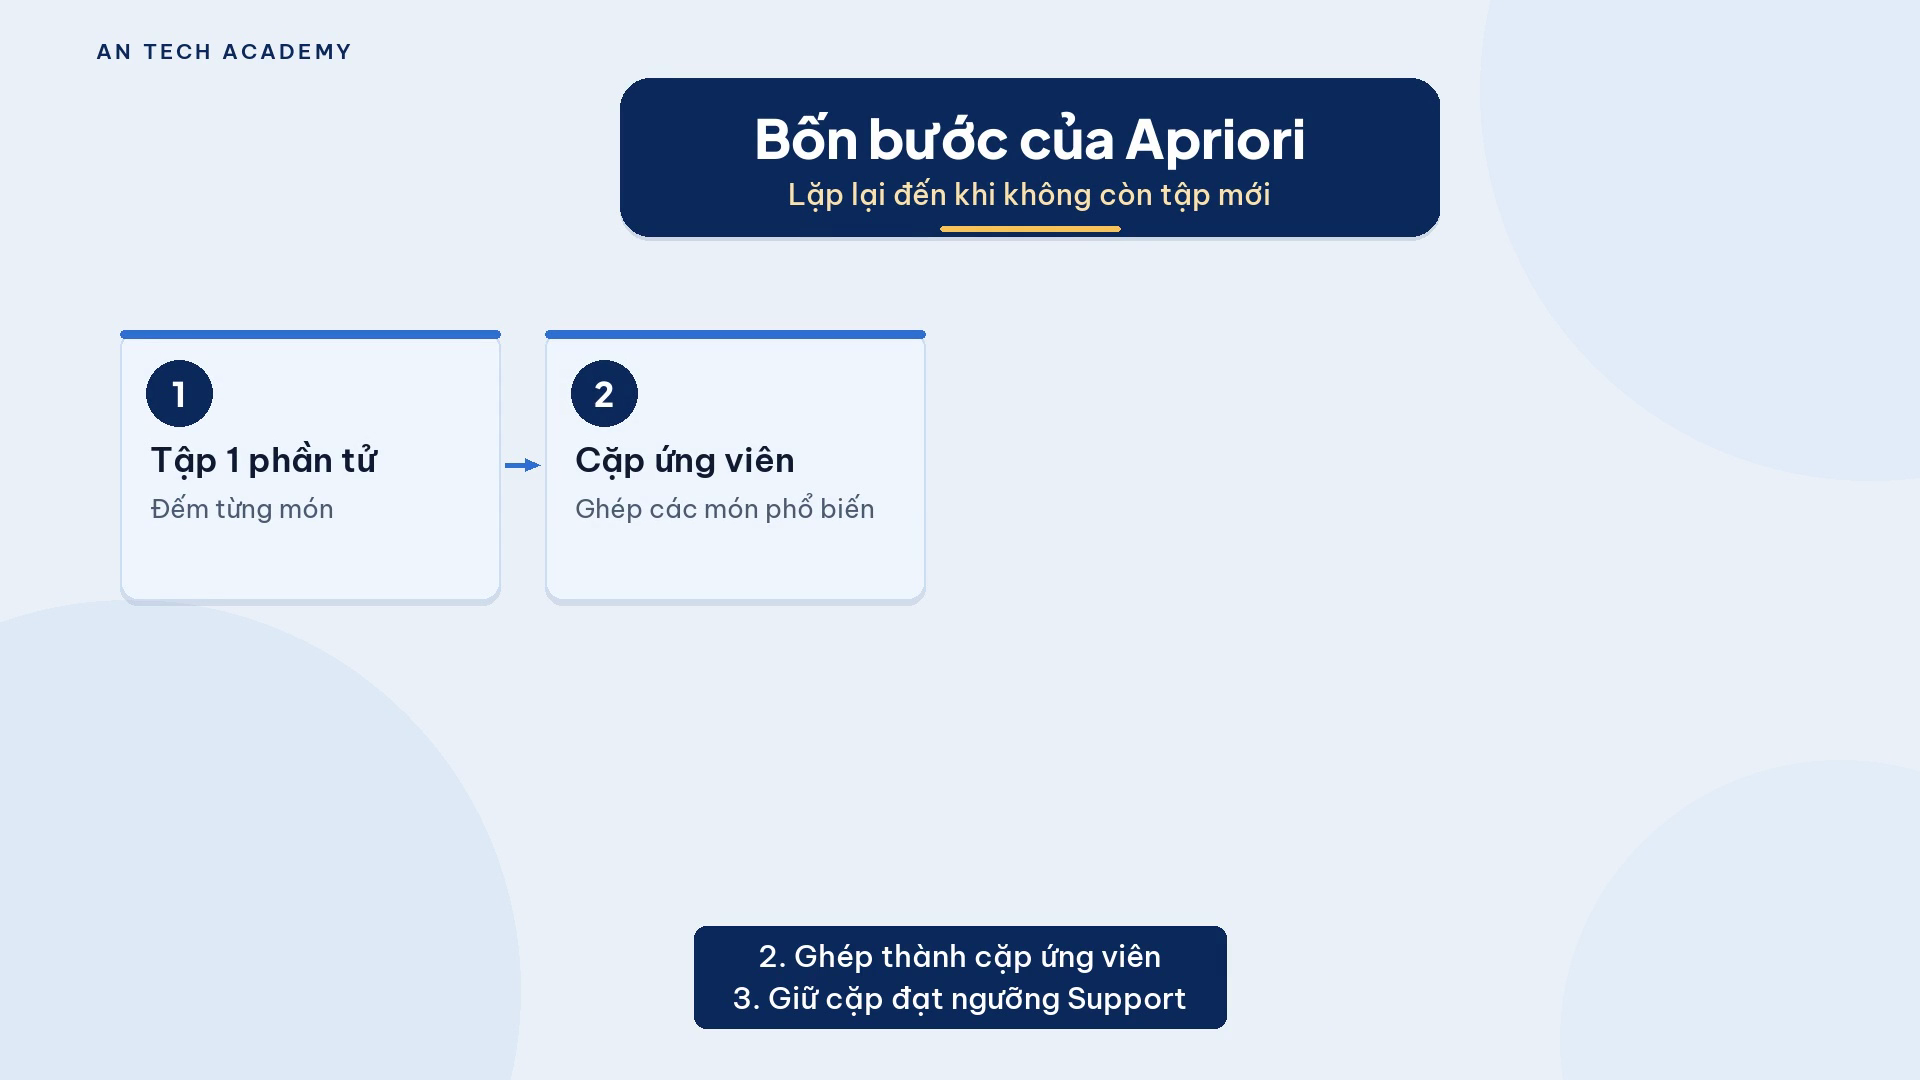 AN TECH ACADEMY
Bốn bước của Apriori
Lặp lại đến khi không còn tập mới
1
Tập 1 phần tử
Đếm từng món
2
Cặp ứng viên
Ghép các món phổ biến
2. Ghép thành cặp ứng viên
3. Giữ cặp đạt ngưỡng Support